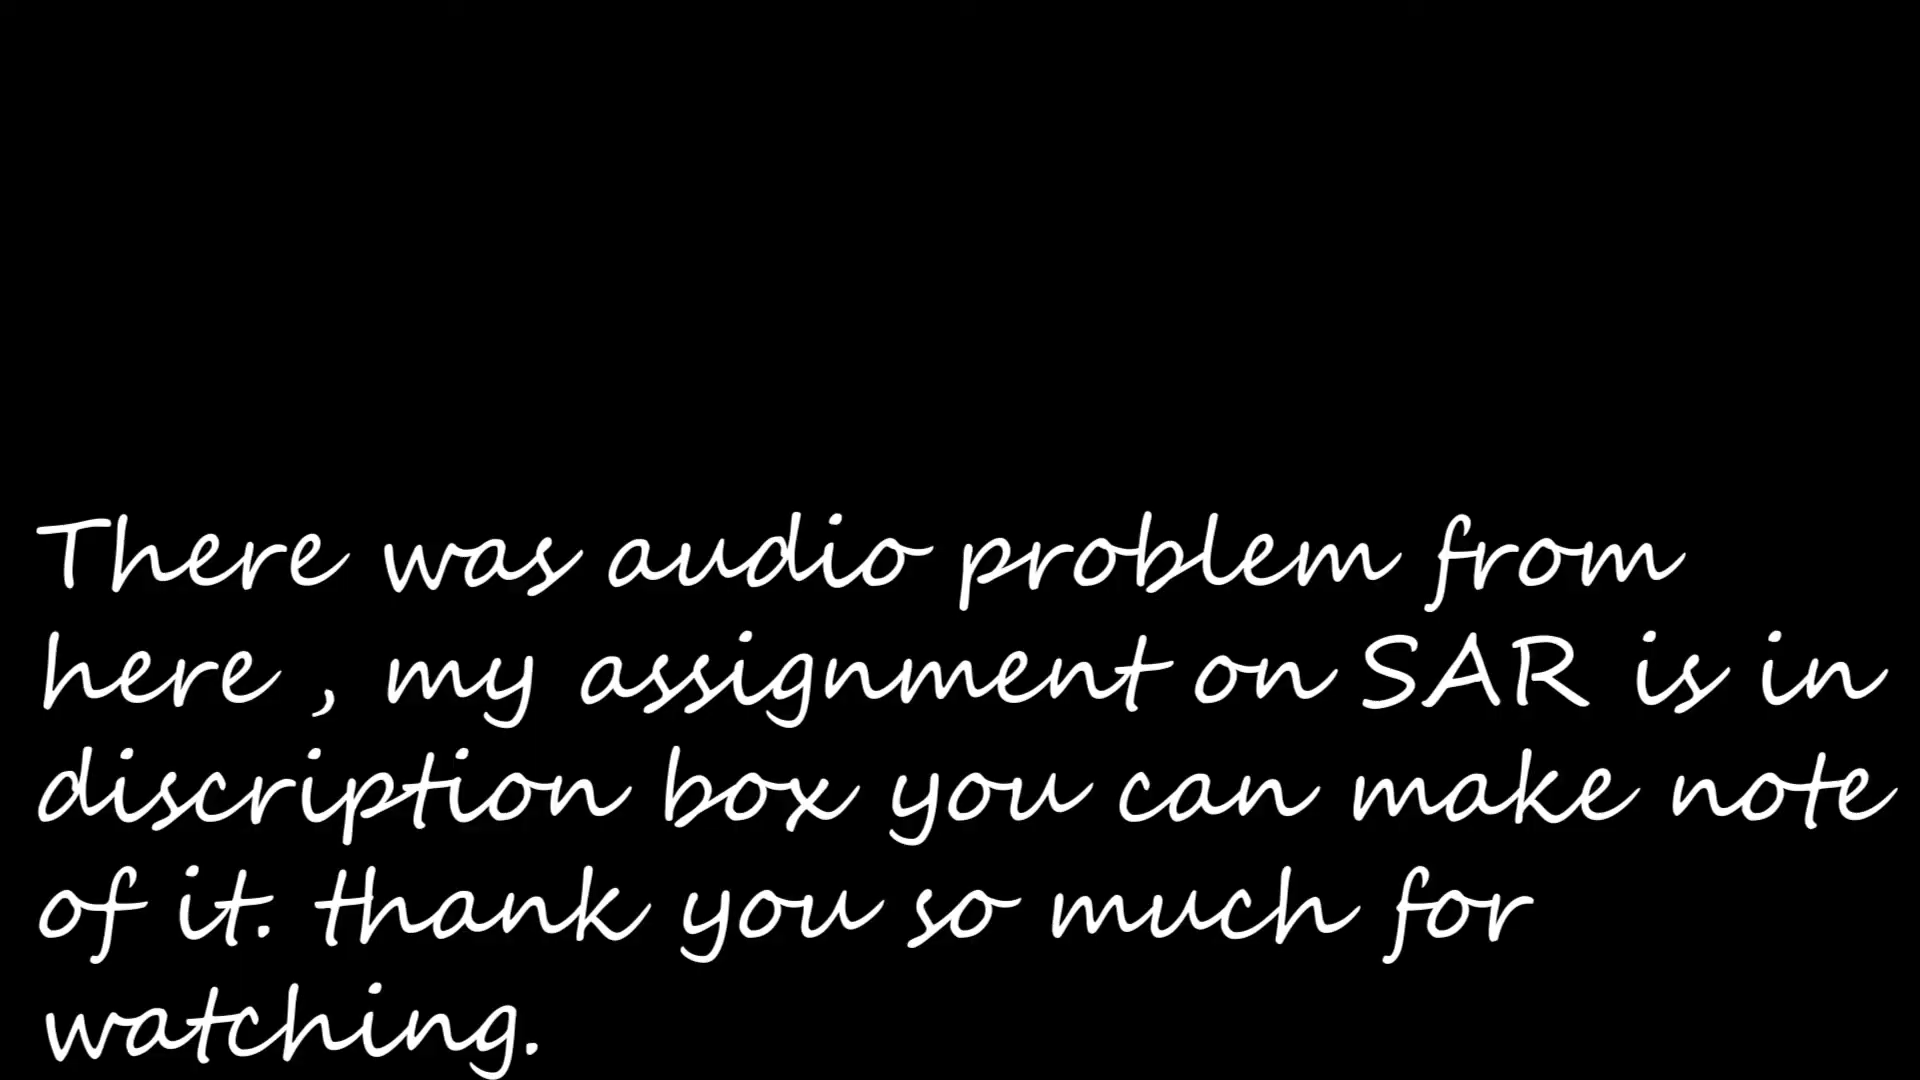 There was audio problem from
here , my assignment on SAR is in
discription box you can make note
of it. thank you so much for
watching.